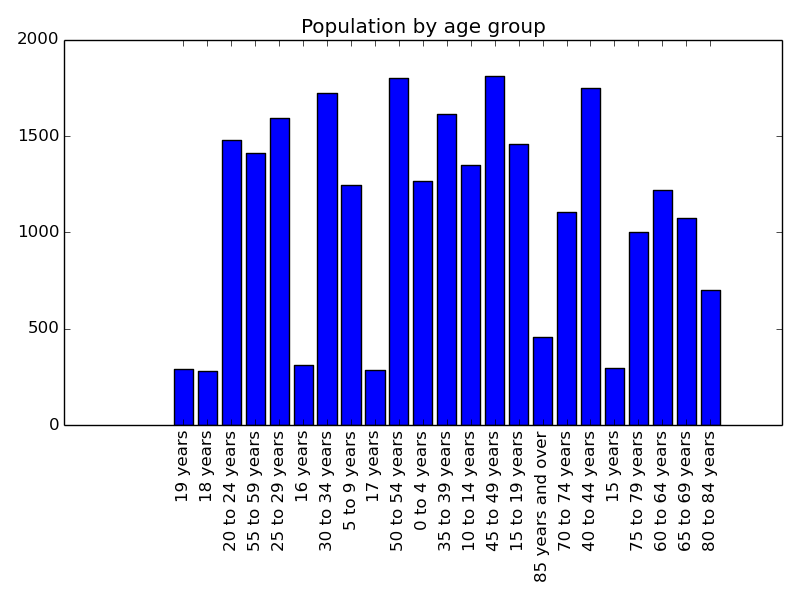 Population by age group
2000
1500
1000
500
0
19 years
18 years
20 to 24 years
55 to 59 years
25 to 29 years
16 years
30 to 34 years
5 to 9 years
17 years
50 to 54 years
0 to 4 years
35 to 39 years
10 to 14 years
45 to 49 years
15 to 19 years
85 years and over
70 to 74 years
40 to 44 years
15 years
75 to 79 years
60 to 64 years
65 to 69 years
80 to 84 years